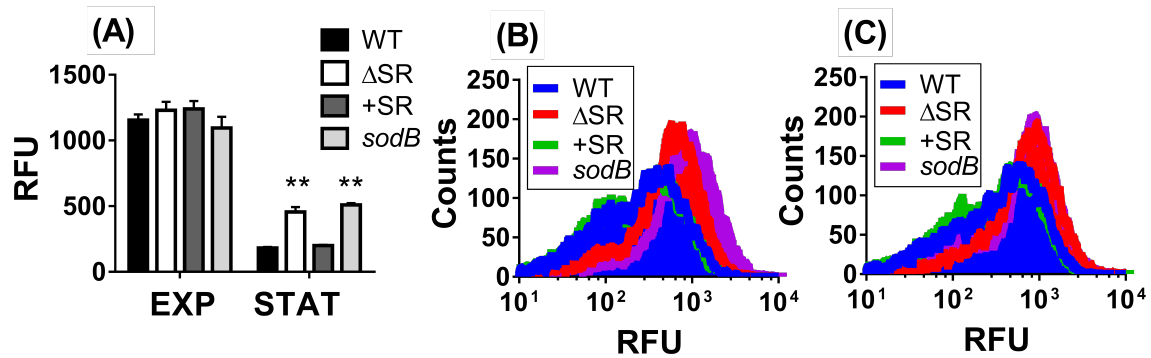 (A)
WT
ΔSR
+SR
sodB
1500
1000
500
0
RFU
** **
EXP STAT
(B)
WT
ΔSR
+SR
sodB
250
200
150
100
50
0
Counts
10¹ 10² 10³ 10⁴
RFU
(C)
WT
ΔSR
+SR
sodB
250
200
150
100
50
0
Counts
10¹ 10² 10³ 10⁴
RFU